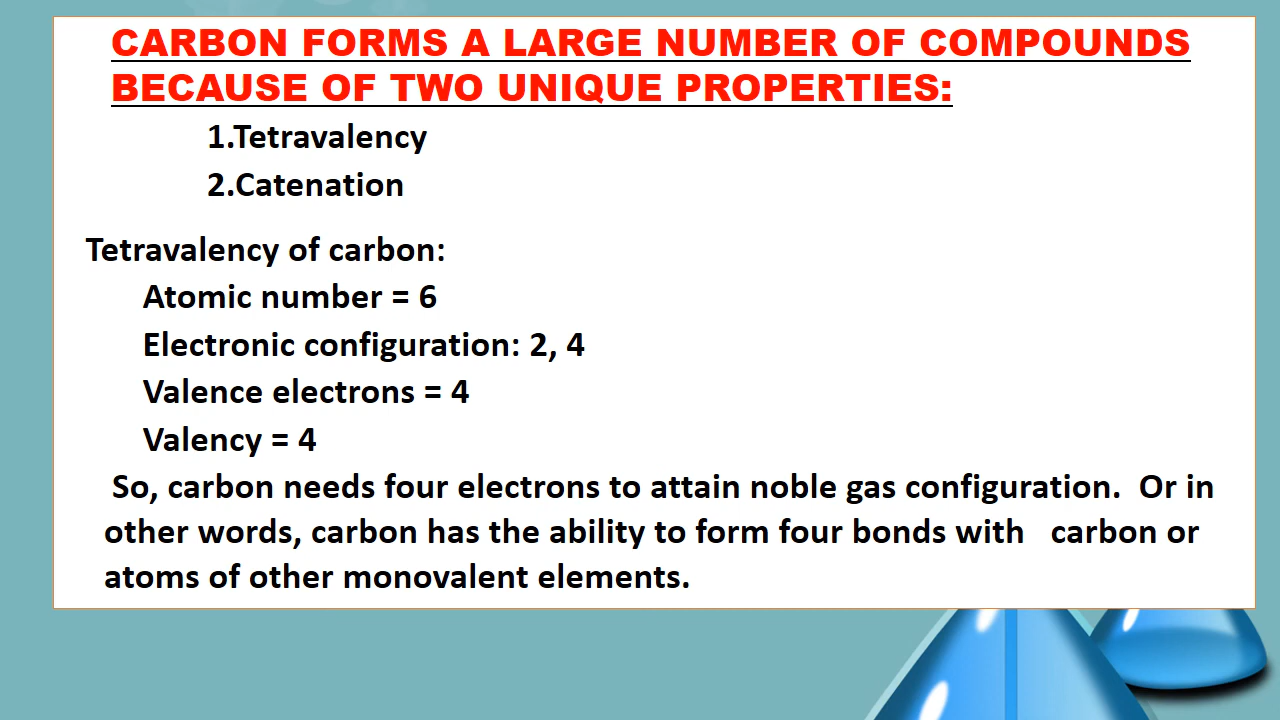 CARBON FORMS A LARGE NUMBER OF COMPOUNDS
BECAUSE OF TWO UNIQUE PROPERTIES:
1.Tetravalency
2.Catenation
Tetravalency of carbon:
Atomic number = 6
Electronic configuration: 2, 4
Valence electrons = 4
Valency = 4
So, carbon needs four electrons to attain noble gas configuration.  Or in
other words, carbon has the ability to form four bonds with   carbon or
atoms of other monovalent elements.